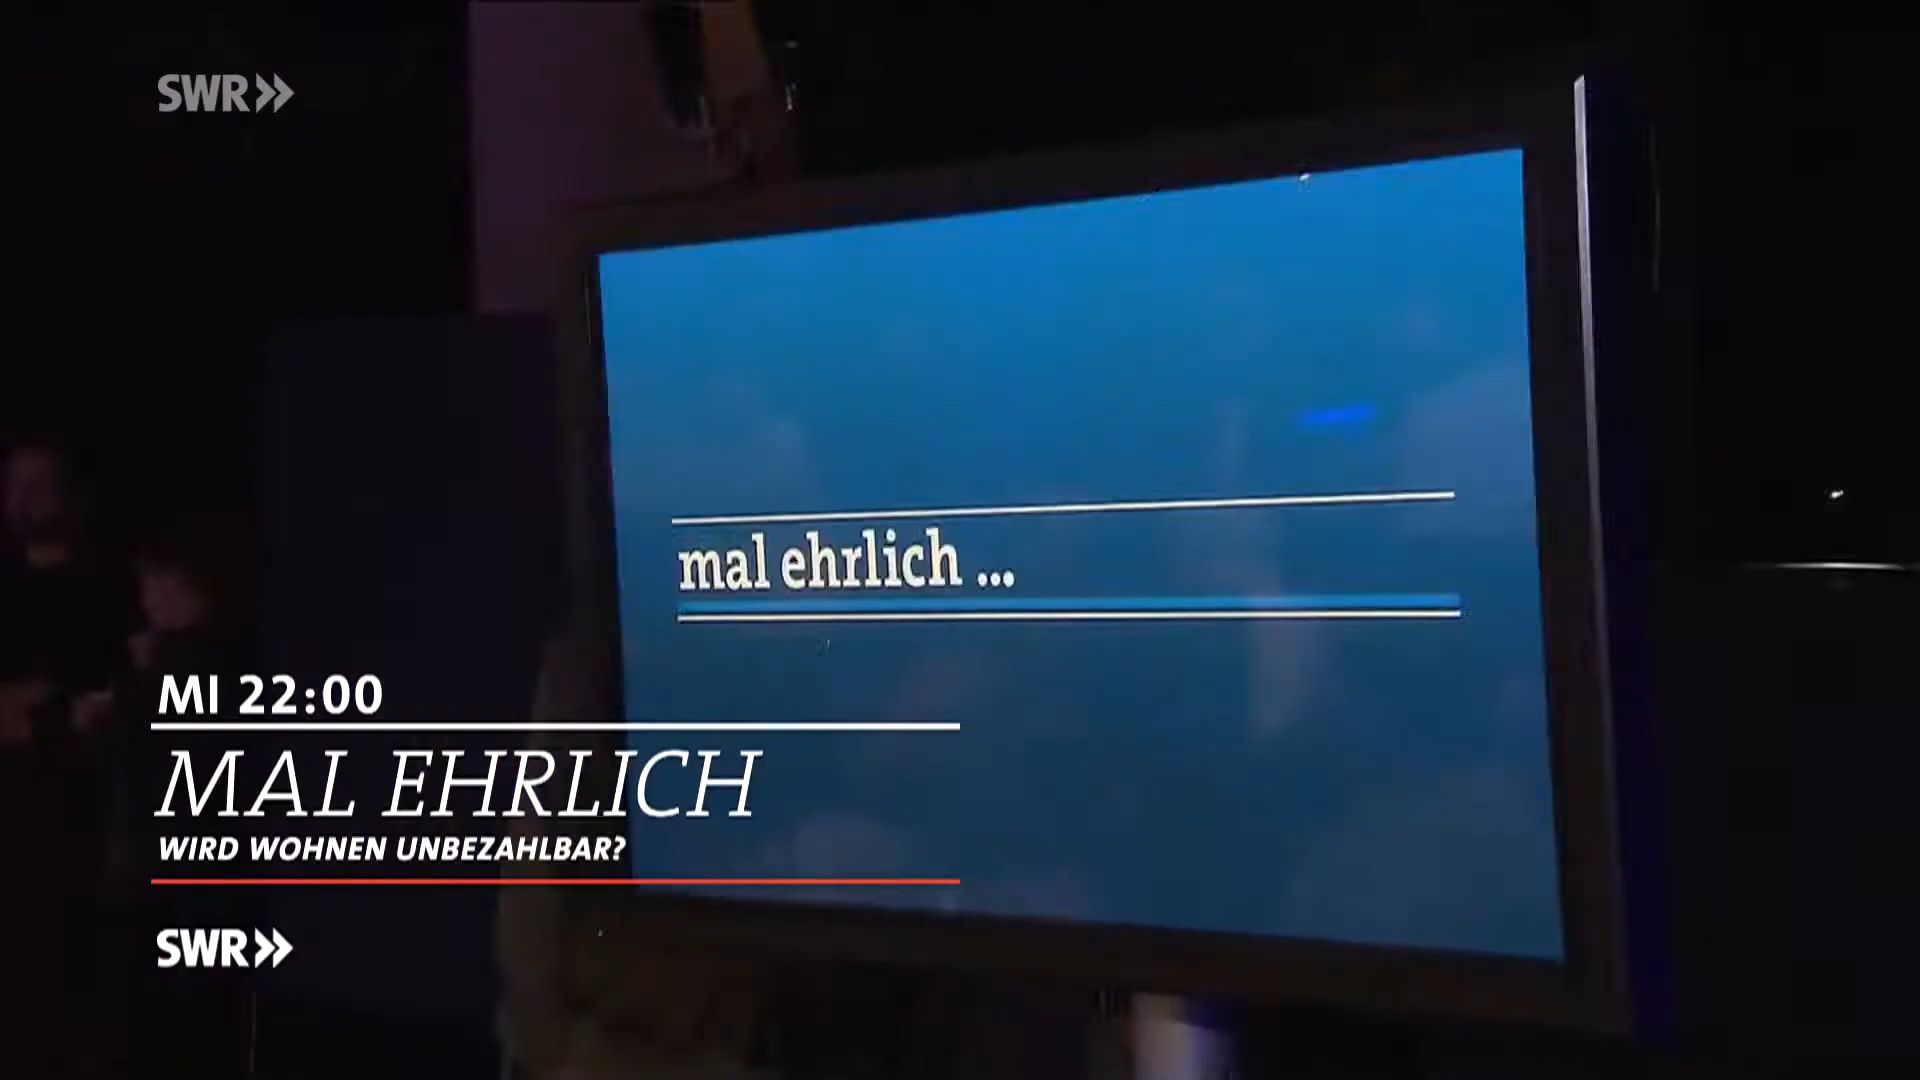 SWR»
mal ehrlich ...
MI 22:00
MAL EHRLICH
WIRD WOHNEN UNBEZAHLBAR?
SWR»